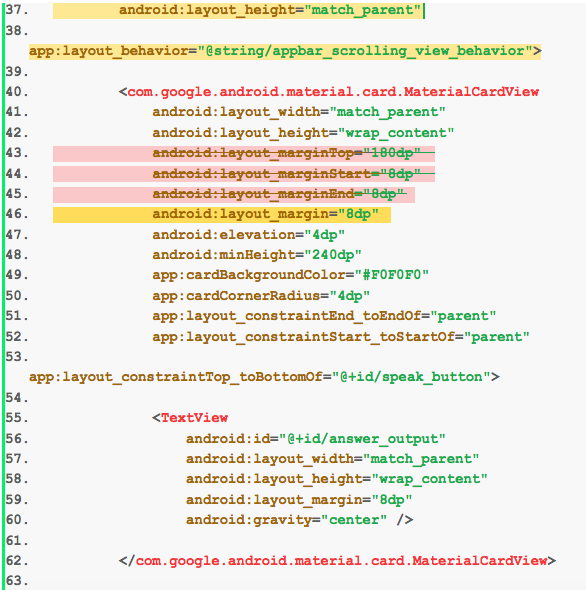 37. android:layout_height="match_parent"
38.
app:layout_behavior="@string/appbar_scrolling_view_behavior">
39.
40. <com.google.android.material.card.MaterialCardView
41. android:layout_width="match_parent"
42. android:layout_height="wrap_content"
43. android:layout_marginTop="180dp"
44. android:layout_marginStart="8dp"
45. android:layout_marginEnd="8dp"
46. android:layout_margin="8dp"
47. android:elevation="4dp"
48. android:minHeight="240dp"
49. app:cardBackgroundColor="#F0F0F0"
50. app:cardCornerRadius="4dp"
51. app:layout_constraintEnd_toEndOf="parent"
52. app:layout_constraintStart_toStartOf="parent"
53.
app:layout_constraintTop_toBottomOf="@+id/speak_button">
54.
55. <TextView
56. android:id="@+id/answer_output"
57. android:layout_width="match_parent"
58. android:layout_height="wrap_content"
59. android:layout_margin="8dp"
60. android:gravity="center" />
61.
62. </com.google.android.material.card.MaterialCardView>
63.